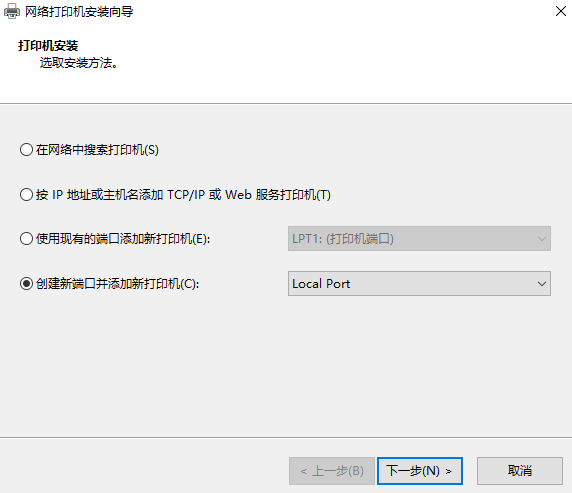 网络打印机安装向导
打印机安装
选取安装方法。
在网络中搜索打印机(S)
按 IP 地址或主机名添加 TCP/IP 或 Web 服务打印机(T)
使用现有的端口添加新打印机(E): LPT1: (打印机端口)
创建新端口并添加新打印机(C): Local Port
< 上一步(B) 下一步(N) > 取消